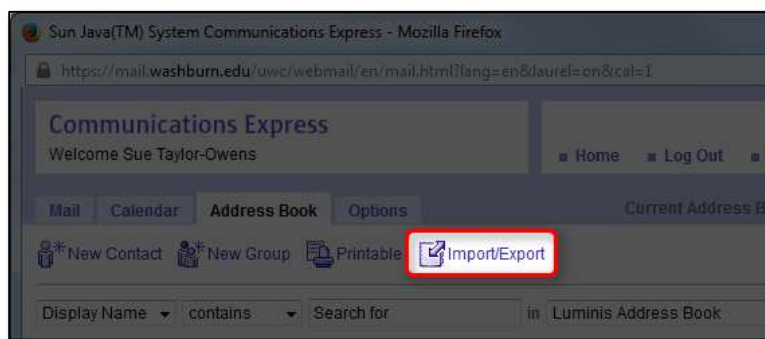 Sun Java(TM) System Communications Express - Mozilla Firefox
https://mail.washburn.edu/uwc/webmail/en/mail.html?lang=en&laurel=on&cal=1
Communications Express
Welcome Sue Taylor-Owens
Home Log Out
Mail Calendar Address Book Options Current Address B
New Contact New Group Printable Import/Export
Display Name contains Search for in Luminis Address Book